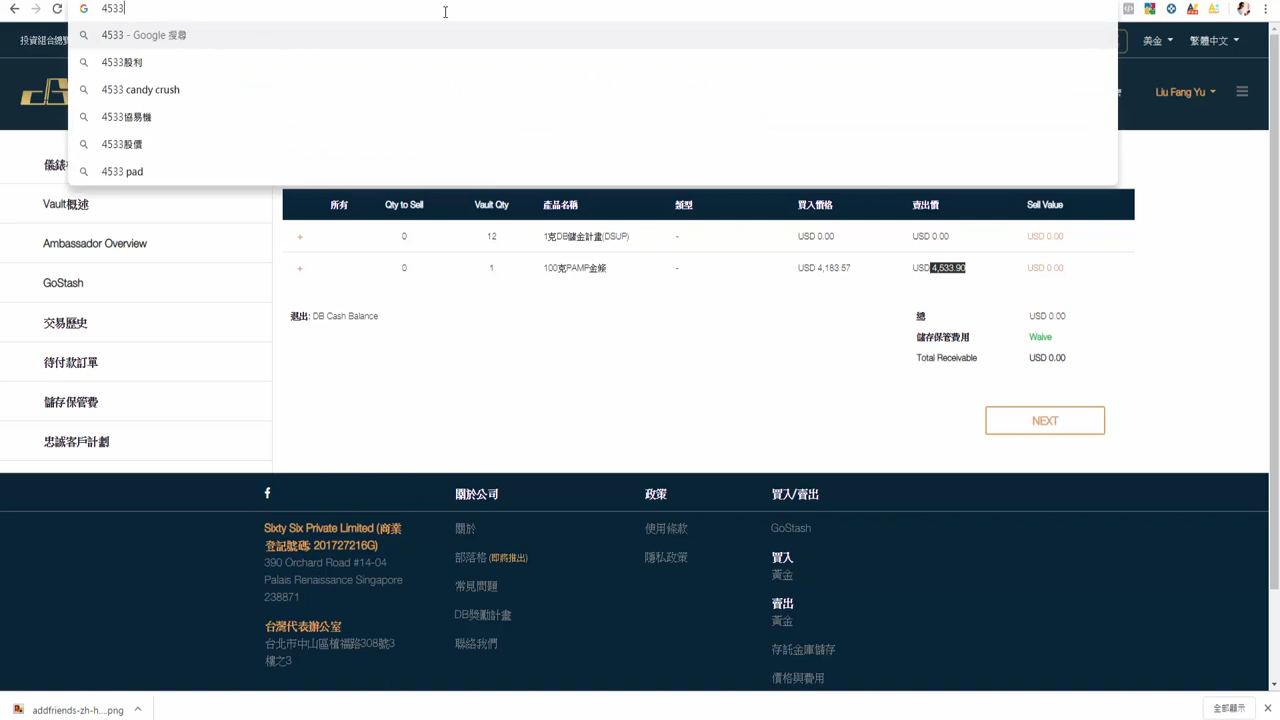 4533
4533 - Google 搜尋
4533股利
4533 candy crush
4533協易機
4533股價
4533 pad
投資組合總覽
美金
繁體中文
Liu Fang Yu
Vault概述
Ambassador Overview
GoStash
交易歷史
待付款訂單
儲存保管費
忠誠客戶計劃
所有 Qty to Sell Vault Qty 產品名稱 類型 買入價格 賣出價 Sell Value
+ 0 12 1克DB儲金計畫(DSUP) - USD 0.00 USD 0.00 USD 0.00
+ 0 1 100克PAMP金條 - USD 4,183.57 USD 4,533.90 USD 0.00
退出: DB Cash Balance
總 USD 0.00
儲存保管費用 Waive
Total Receivable USD 0.00
NEXT
Sixty Six Private Limited (商業
登記號碼: 201727216G)
390 Orchard Road #14-04
Palais Renaissance Singapore
238871
台灣代表辦公室
台北市中山區植福路308號3
樓之3
關於公司
關於
部落格 (即將推出)
常見問題
DB獎勵計畫
聯絡我們
政策
使用條款
隱私政策
買入/賣出
GoStash
買入
黃金
賣出
黃金
存託金庫儲存
價格與費用
addfriends-zh-h....png
全部顯示